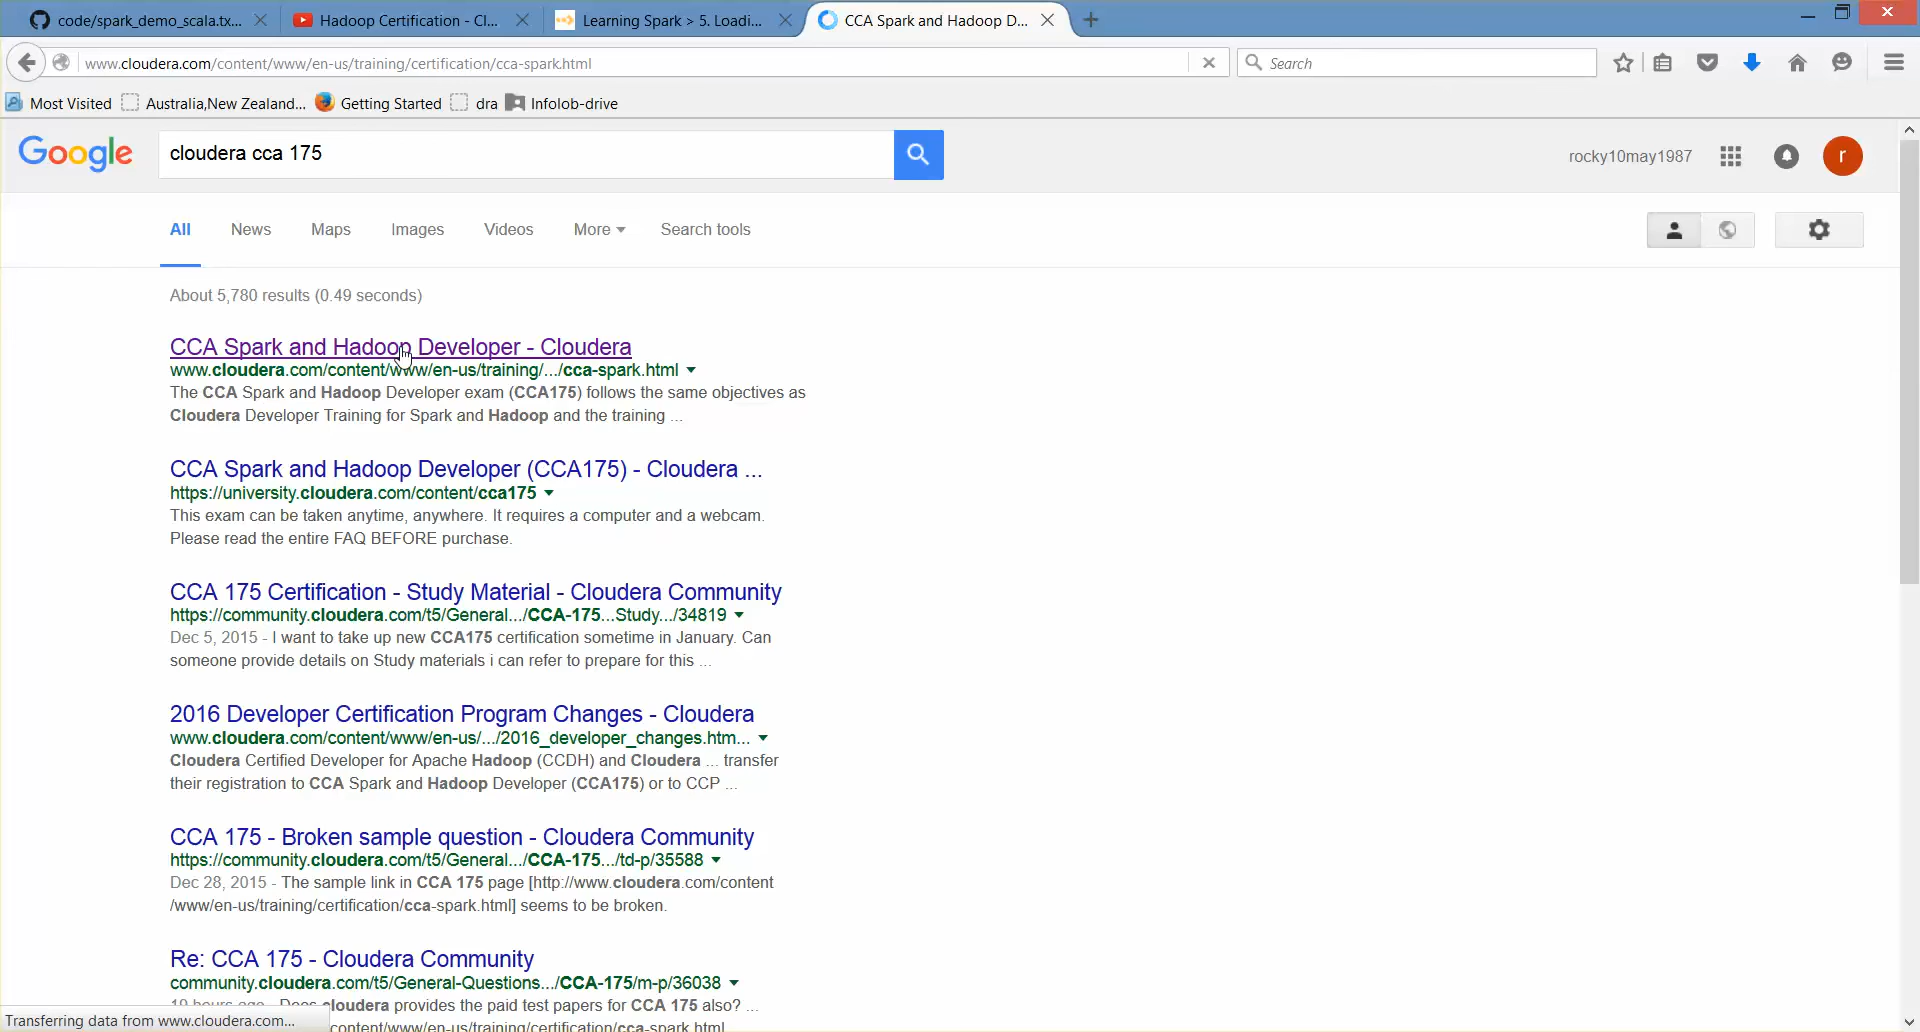 code/spark_demo_scala.tx...
Hadoop Certification - Cl...
Learning Spark > 5. Loadi...
CCA Spark and Hadoop D...
www.cloudera.com/content/www/en-us/training/certification/cca-spark.html
Search
Most Visited
Australia,New Zealand...
Getting Started
dra
Infolob-drive
Google
cloudera cca 175
rocky10may1987
r
All
News
Maps
Images
Videos
More
Search tools
About 5,780 results (0.49 seconds)
CCA Spark and Hadoop Developer - Cloudera
www.cloudera.com/content/www/en-us/training/.../cca-spark.html
The CCA Spark and Hadoop Developer exam (CCA175) follows the same objectives as
Cloudera Developer Training for Spark and Hadoop and the training ...
CCA Spark and Hadoop Developer (CCA175) - Cloudera ...
https://university.cloudera.com/content/cca175
This exam can be taken anytime, anywhere. It requires a computer and a webcam.
Please read the entire FAQ BEFORE purchase.
CCA 175 Certification - Study Material - Cloudera Community
https://community.cloudera.com/t5/General.../CCA-175...Study.../34819
Dec 5, 2015 - I want to take up new CCA175 certification sometime in January. Can
someone provide details on Study materials i can refer to prepare for this ...
2016 Developer Certification Program Changes - Cloudera
www.cloudera.com/content/www/en-us/.../2016_developer_changes.htm...
Cloudera Certified Developer for Apache Hadoop (CCDH) and Cloudera ... transfer
their registration to CCA Spark and Hadoop Developer (CCA175) or to CCP ...
CCA 175 - Broken sample question - Cloudera Community
https://community.cloudera.com/t5/General.../CCA-175.../td-p/35588
Dec 28, 2015 - The sample link in CCA 175 page [http://www.cloudera.com/content
/www/en-us/training/certification/cca-spark.html] seems to be broken.
Re: CCA 175 - Cloudera Community
community.cloudera.com/t5/General-Questions.../CCA-175/m-p/36038
19 hours ago - Does cloudera provides the paid test papers for CCA 175 also? ...
Transferring data from www.cloudera.com...
content/www/en-us/training/certification/cca-spark.html